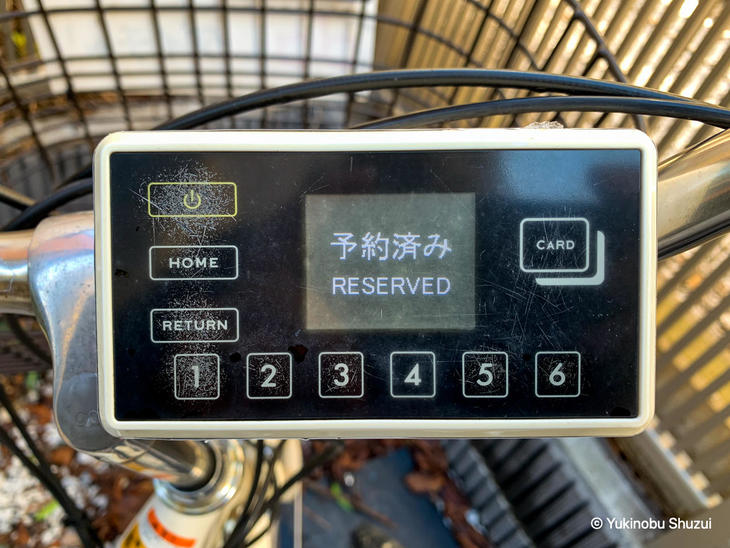 予約済み
RESERVED
HOME
RETURN
CARD
1 2 3 4 5 6
© Yukinobu Shuzui